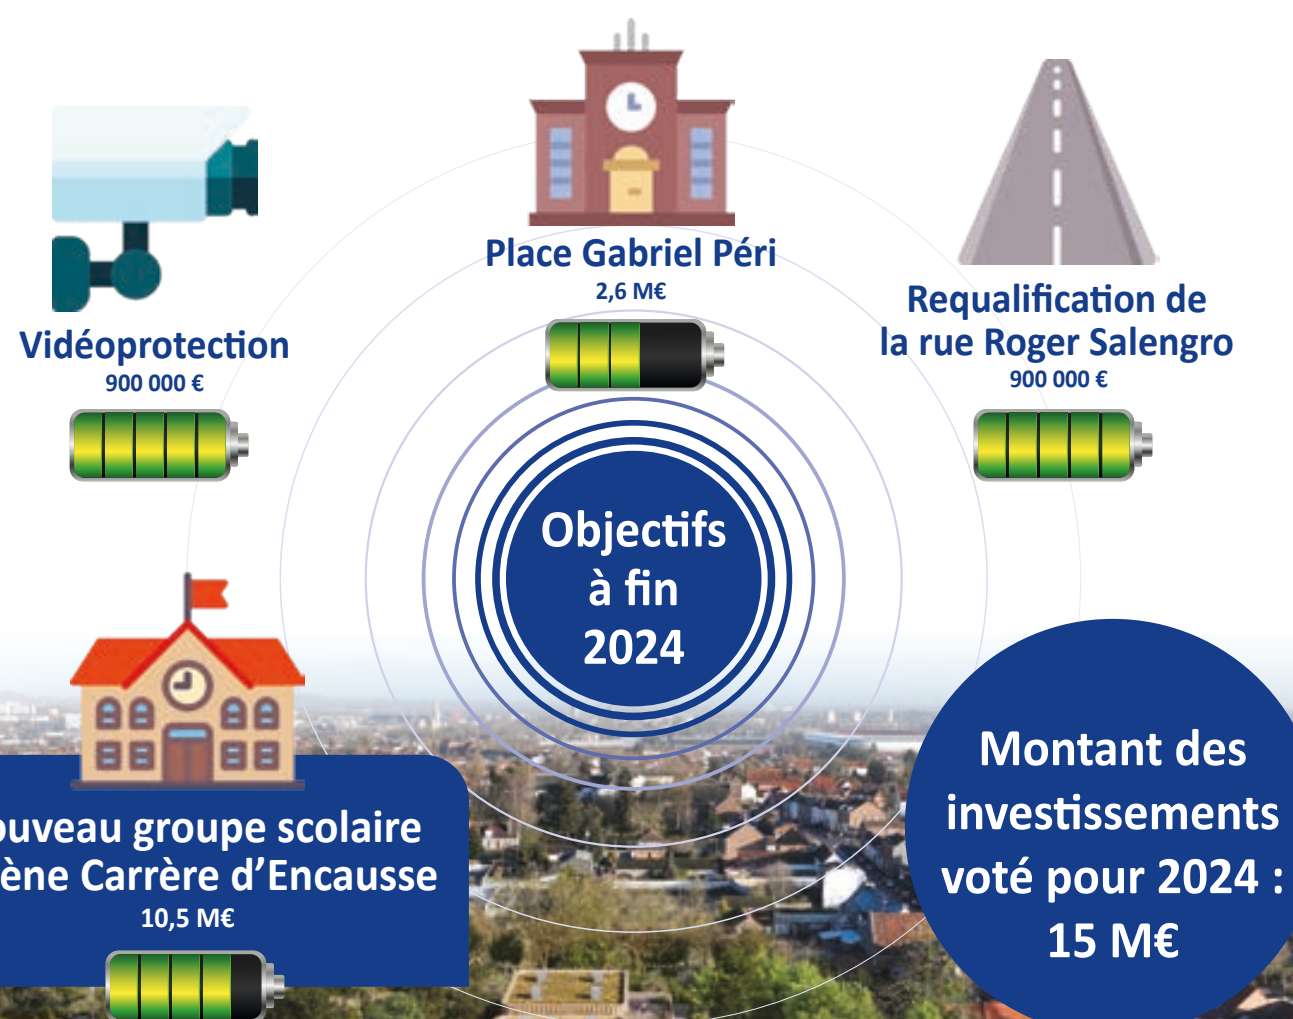 Place Gabriel Péri
2,6 M€
Requalification de
la rue Roger Salengro
900 000 €
Vidéoprotection
900 000 €
Objectifs
à fin
2024
ouveau groupe scolaire
ène Carrère d'Encausse
10,5 M€
Montant des
investissements
voté pour 2024 :
15 M€